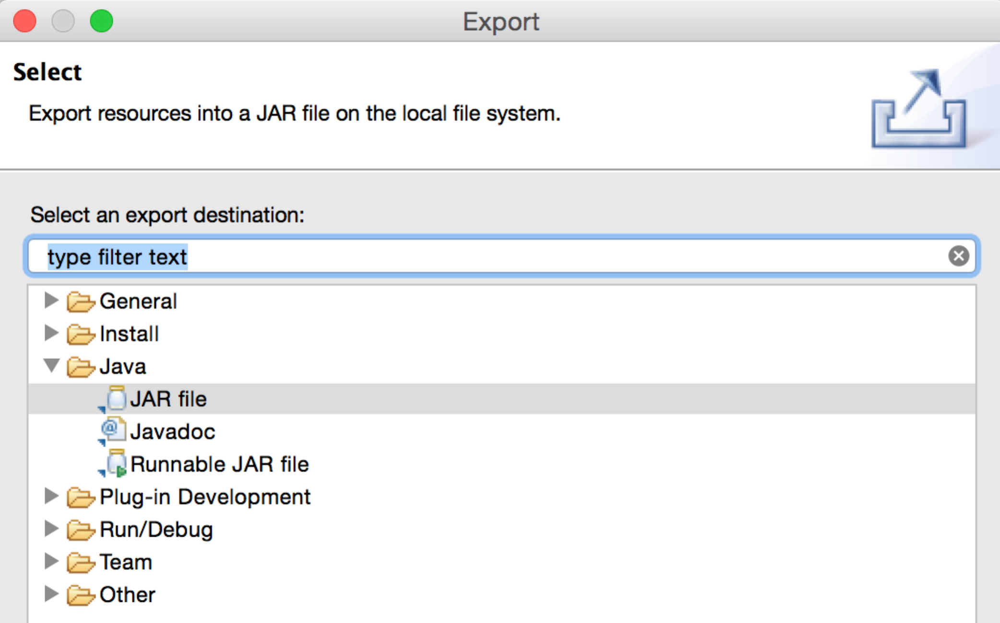 Export
Select
Export resources into a JAR file on the local file system.
Select an export destination:
type filter text
General
Install
Java
JAR file
Javadoc
Runnable JAR file
Plug-in Development
Run/Debug
Team
Other